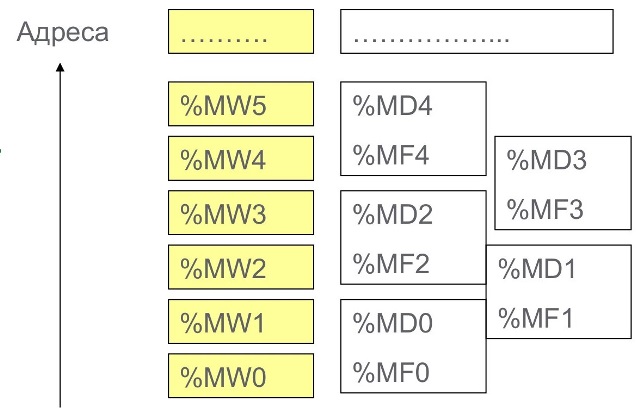 Адреса
……….
……………...
%MW5
%MD4
%MW4
%MF4
%MD3
%MW3
%MD2
%MF3
%MW2
%MF2
%MD1
%MW1
%MD0
%MF1
%MW0
%MF0